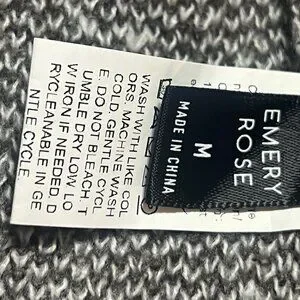 EMERY
ROSE
M
MADE IN CHINA
WASH WITH LIKE COL
ORS. MACHINE WASH
COLD. GENTLE CYCL
E. DO NOT BLEACH. T
UMBLE DRY LOW LO
W IRON IF NEEDED. D
RYCLEANABLE IN GE
NTLE CYCLE